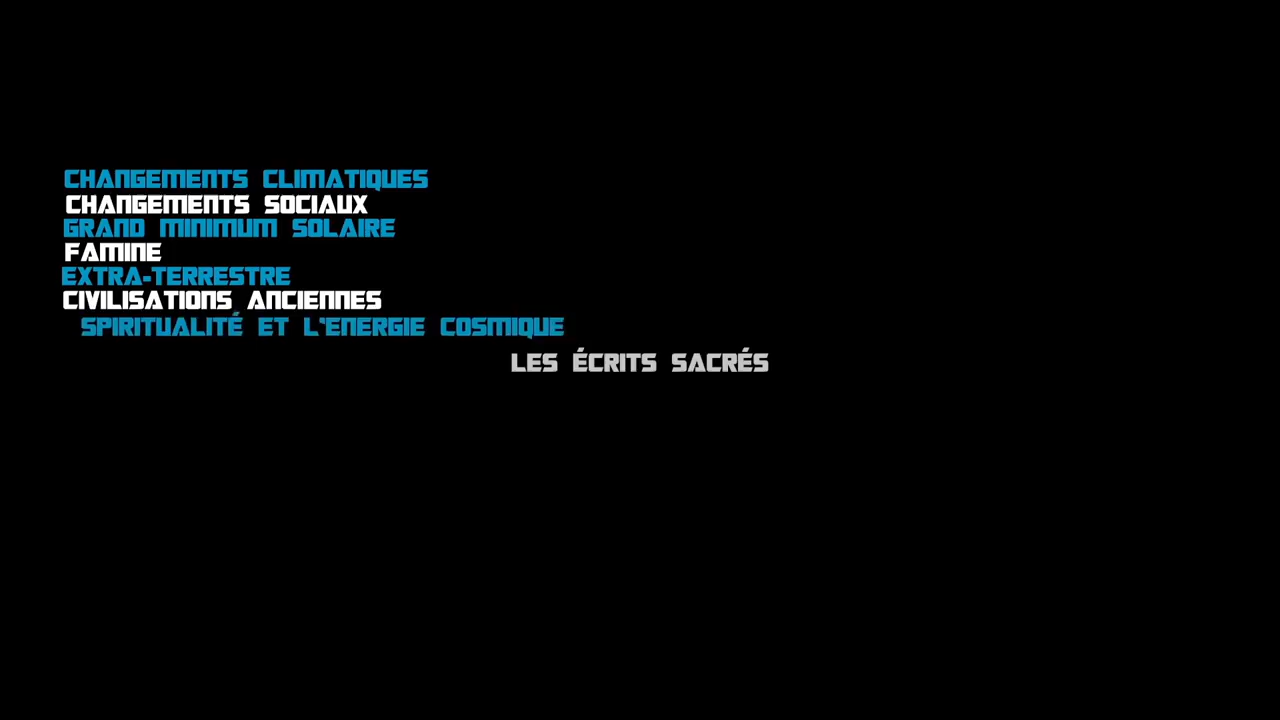 CHANGEMENTS CLIMATIQUES
CHANGEMENTS SOCIAUX
GRAND MINIMUM SOLAIRE
FAMINE
EXTRA-TERRESTRE
CIVILISATIONS ANCIENNES
SPIRITUALITÉ ET L'ENERGIE COSMIQUE
LES ÉCRITS SACRÉS